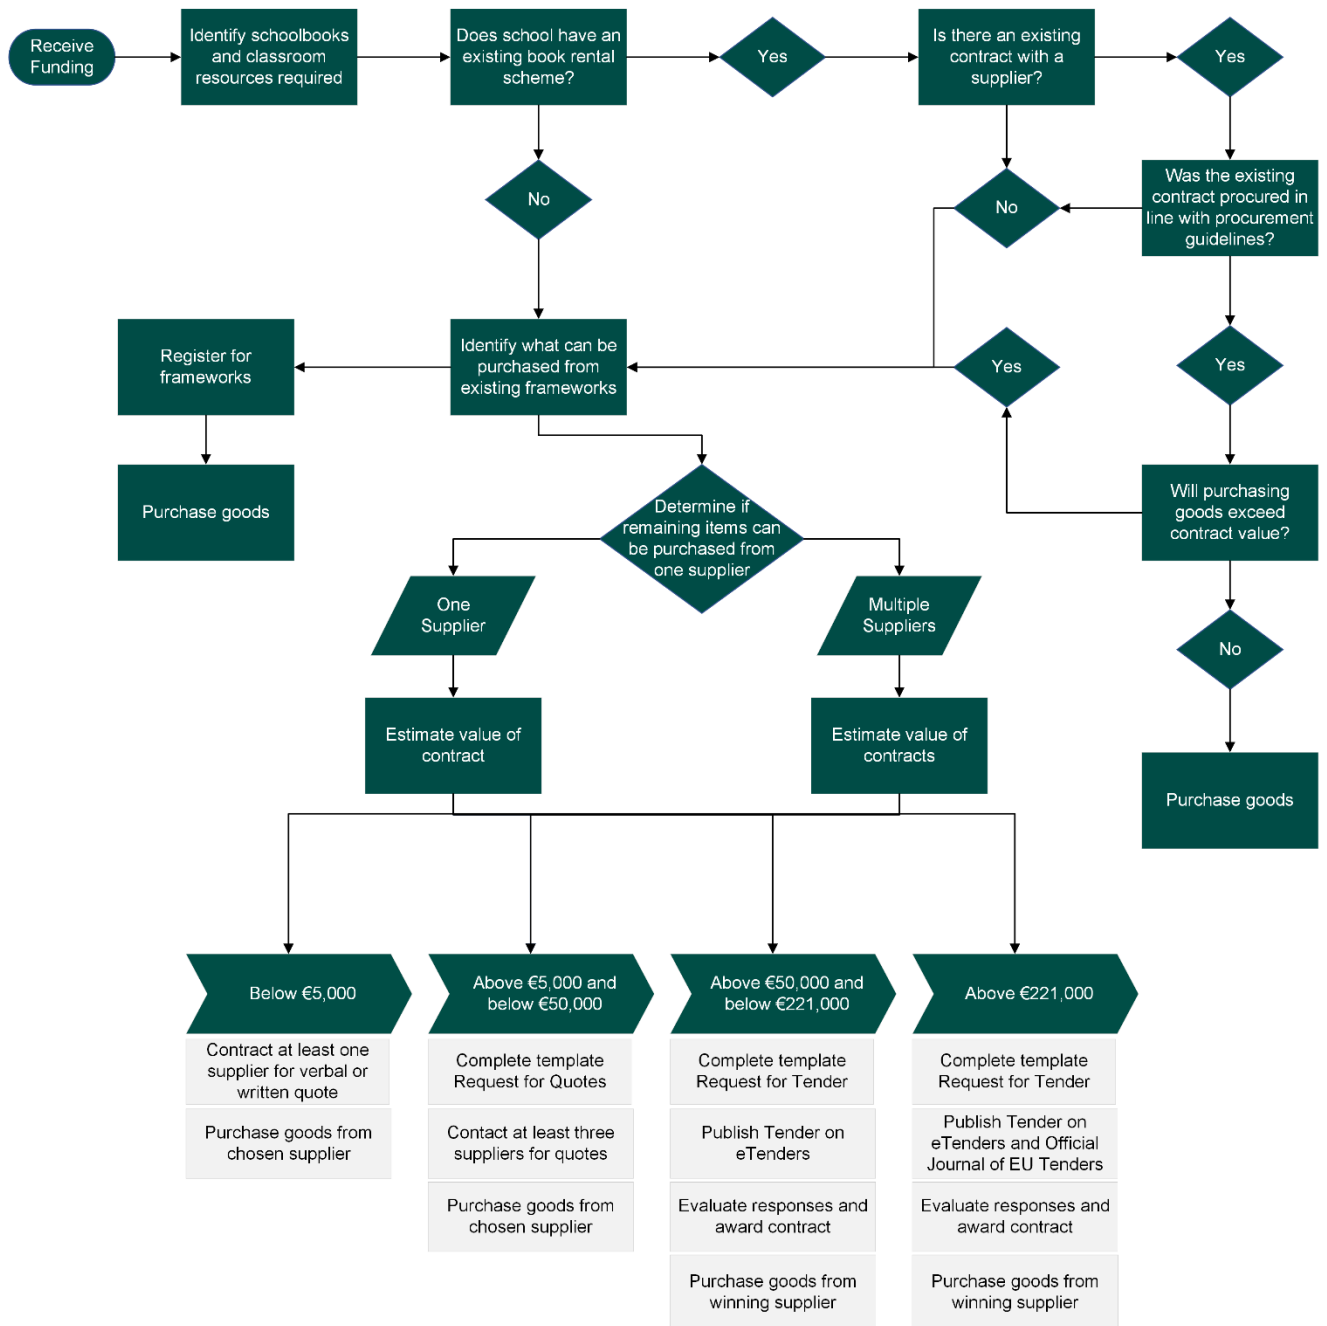 Receive
Funding
Identify schoolbooks
and classroom
resources required
Does school have an
existing book rental
scheme?
Yes
Is there an existing
contract with a
supplier?
Yes
No
No
Was the existing
contract procured in
line with procurement
guidelines?
Register for
frameworks
Identify what can be
purchased from
existing frameworks
Yes
Yes
Purchase goods
Determine if
remaining items can
be purchased from
one supplier
Will purchasing
goods exceed
contract value?
One
Supplier
Multiple
Suppliers
No
Estimate value of
contract
Estimate value of
contracts
Purchase goods
Below €5,000
Contract at least one
supplier for verbal or
written quote
Purchase goods from
chosen supplier
Above €5,000 and
below €50,000
Complete template
Request for Quotes
Contact at least three
suppliers for quotes
Purchase goods from
chosen supplier
Above €50,000 and
below €221,000
Complete template
Request for Tender
Publish Tender on
eTenders
Evaluate responses and
award contract
Purchase goods from
winning supplier
Above €221,000
Complete template
Request for Tender
Publish Tender on
eTenders and Official
Journal of EU Tenders
Evaluate responses and
award contract
Purchase goods from
winning supplier